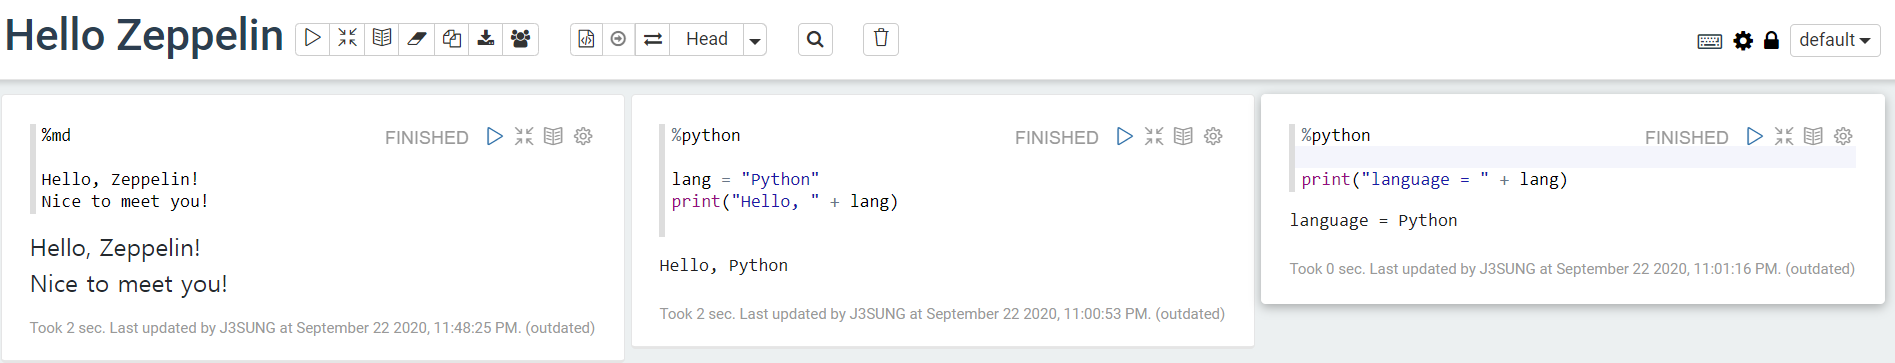 Hello Zeppelin
Head
default
%md
FINISHED
Hello, Zeppelin!
Nice to meet you!
Hello, Zeppelin!
Nice to meet you!
Took 2 sec. Last updated by J3SUNG at September 22 2020, 11:48:25 PM. (outdated)
%python
FINISHED
lang = "Python"
print("Hello, " + lang)
Hello, Python
Took 2 sec. Last updated by J3SUNG at September 22 2020, 11:00:53 PM. (outdated)
%python
FINISHED
print("language = " + lang)
language = Python
Took 0 sec. Last updated by J3SUNG at September 22 2020, 11:01:16 PM. (outdated)